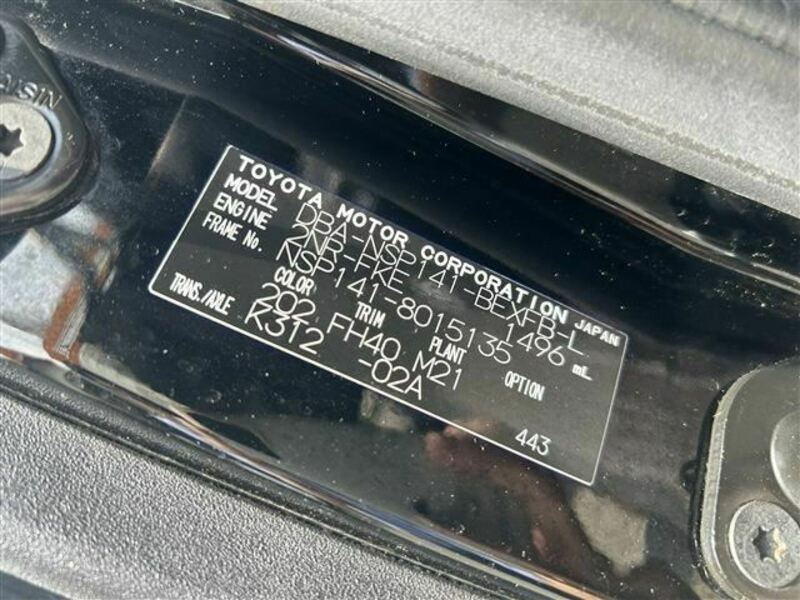 AISIN
TOYOTA MOTOR CORPORATION JAPAN
MODEL DBA-NSP141-BEXFB-L
ENGINE 2NR-FKE 1496 mL
FRAME No. NSP141-8015135
COLOR TRIM PLANT OPTION
202 FH40 M21
TRANS./AXLE K312 -02A
443